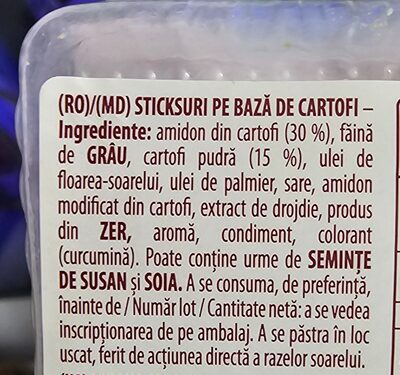 (RO)/(MD) STICKSURI PE BAZĂ DE CARTOFI –
Ingrediente: amidon din cartofi (30 %), făină
de GRÂU, cartofi pudră (15 %), ulei de
floarea-soarelui, ulei de palmier, sare, amidon
modificat din cartofi, extract de drojdie, produs
din ZER, aromă, condiment, colorant
(curcumină). Poate conține urme de SEMINȚE
DE SUSAN și SOIA. A se consuma, de preferință,
înainte de / Număr lot / Cantitate netă: a se vedea
inscripționarea de pe ambalaj. A se păstra în loc
uscat, ferit de acțiunea directă a razelor soarelui.